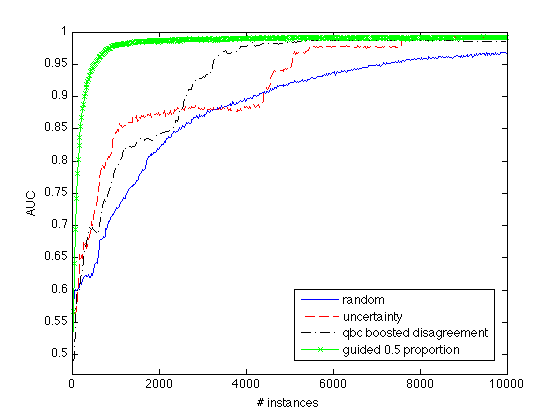 1
0.95
0.9
0.85
0.8
0.75
0.7
0.65
0.6
0.55
0.5
AUC
0 2000 4000 6000 8000 10000
# instances
random
uncertainty
qbc boosted disagreement
guided 0.5 proportion